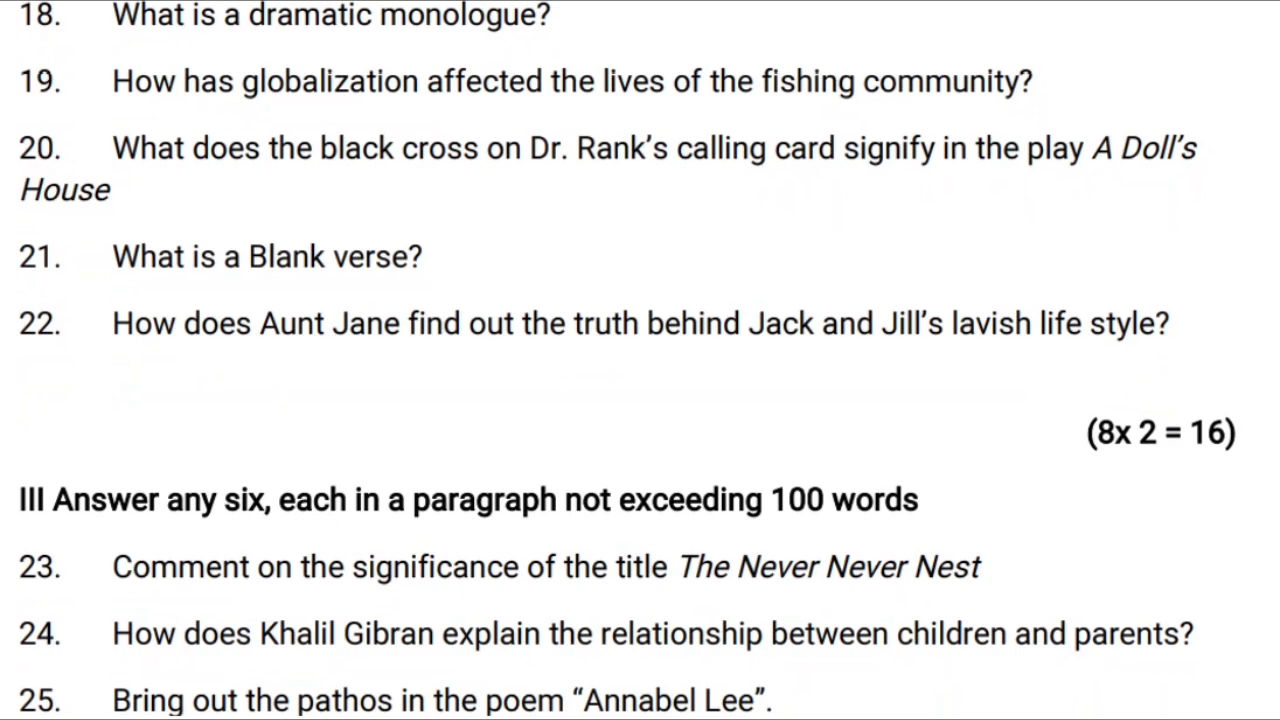 18. What is a dramatic monologue?
19. How has globalization affected the lives of the fishing community?
20. What does the black cross on Dr. Rank’s calling card signify in the play A Doll’s
House
21. What is a Blank verse?
22. How does Aunt Jane find out the truth behind Jack and Jill’s lavish life style?
(8x 2 = 16)
III Answer any six, each in a paragraph not exceeding 100 words
23. Comment on the significance of the title The Never Never Nest
24. How does Khalil Gibran explain the relationship between children and parents?
25. Bring out the pathos in the poem “Annabel Lee”.